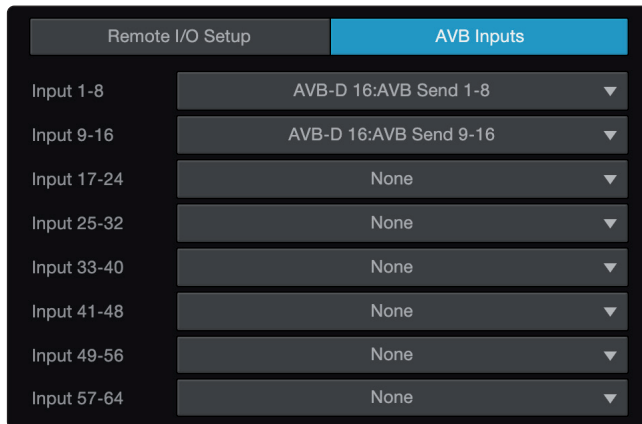 Remote I/O Setup AVB Inputs
Input 1-8 AVB-D 16:AVB Send 1-8
Input 9-16 AVB-D 16:AVB Send 9-16
Input 17-24 None
Input 25-32 None
Input 33-40 None
Input 41-48 None
Input 49-56 None
Input 57-64 None